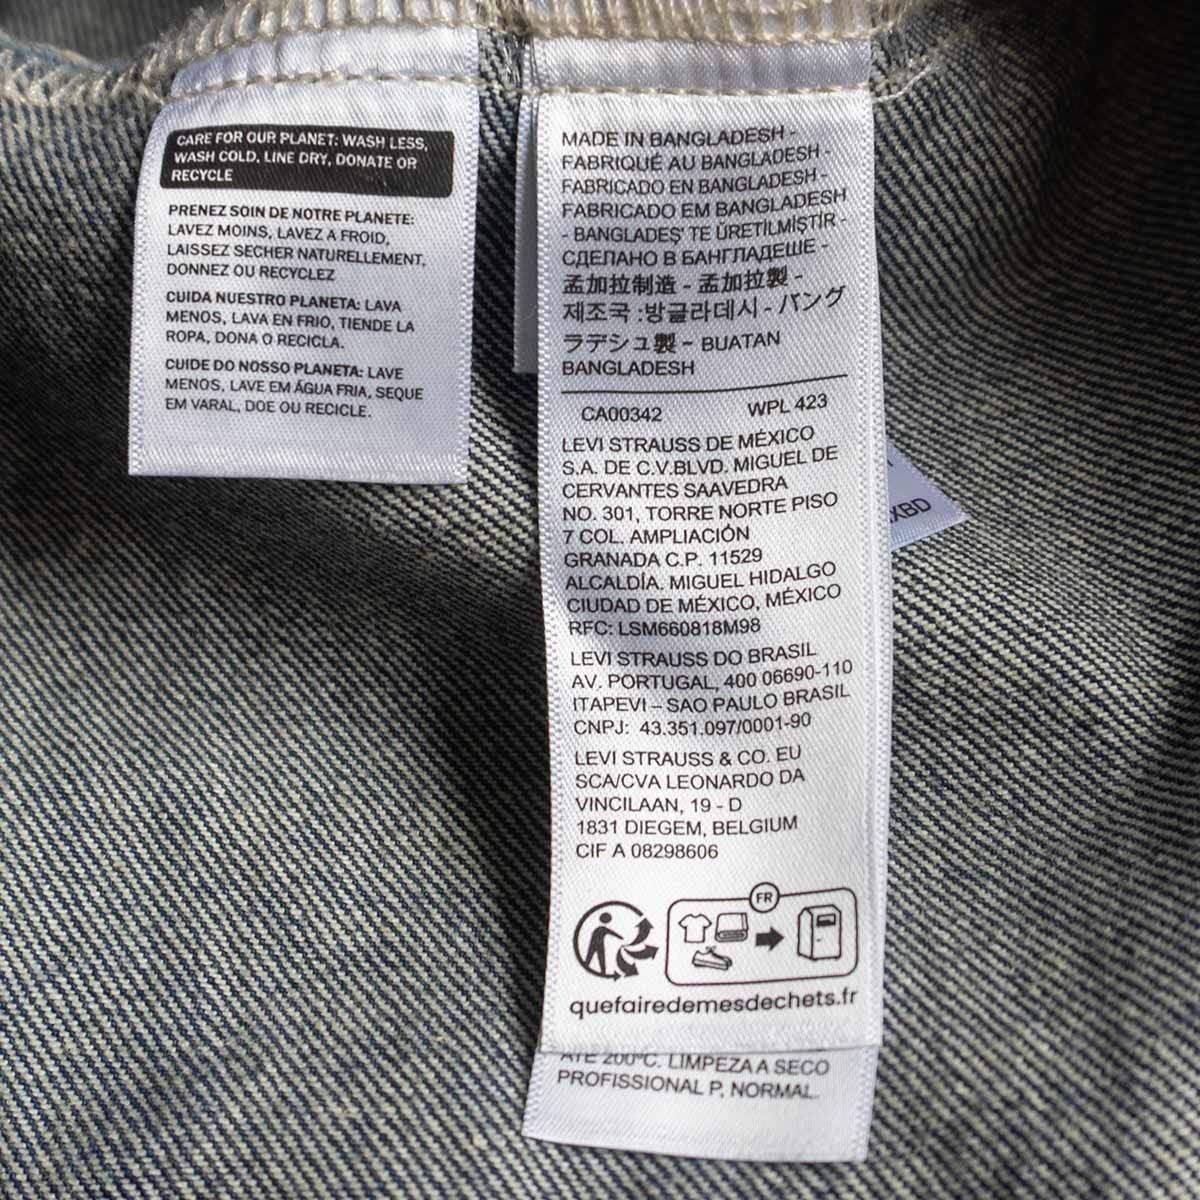 CARE FOR OUR PLANET: WASH LESS,
WASH COLD, LINE DRY, DONATE OR
RECYCLE
PRENEZ SOIN DE NOTRE PLANETE:
LAVEZ MOINS, LAVEZ A FROID,
LAISSEZ SECHER NATURELLEMENT,
DONNEZ OU RECYCLEZ
CUIDA NUESTRO PLANETA: LAVA
MENOS, LAVA EN FRIO, TIENDE LA
ROPA, DONA O RECICLA.
CUIDE DO NOSSO PLANETA: LAVE
MENOS, LAVE EM ÁGUA FRIA, SEQUE
EM VARAL, DOE OU RECICLE.
MADE IN BANGLADESH -
FABRIQUÉ AU BANGLADESH -
FABRICADO EN BANGLADESH -
FABRICADO EM BANGLADESH
- BANGLADEŞ' TE ÜRETİLMİŞTİR -
СДЕЛАНО В БАНГЛАДЕШЕ -
孟加拉制造 - 孟加拉製 -
제조국 :방글라데시 - バング
ラデシュ製 - BUATAN
BANGLADESH
CA00342 WPL 423
LEVI STRAUSS DE MÉXICO
S.A. DE C.V.BLVD. MIGUEL DE
CERVANTES SAAVEDRA
NO. 301, TORRE NORTE PISO
7 COL. AMPLIACIÓN
GRANADA C.P. 11529
ALCALDÍA. MIGUEL HIDALGO
CIUDAD DE MÉXICO, MÉXICO
RFC: LSM660818M98
LEVI STRAUSS DO BRASIL
AV. PORTUGAL, 400 06690-110
ITAPEVI – SAO PAULO BRASIL
CNPJ: 43.351.097/0001-90
LEVI STRAUSS & CO. EU
SCA/CVA LEONARDO DA
VINCILAAN, 19 - D
1831 DIEGEM, BELGIUM
CIF A 08298606
FR
quefairedemesdechets.fr
ATE 200°C. LIMPEZA A SECO
PROFISSIONAL P, NORMAL.
XBD